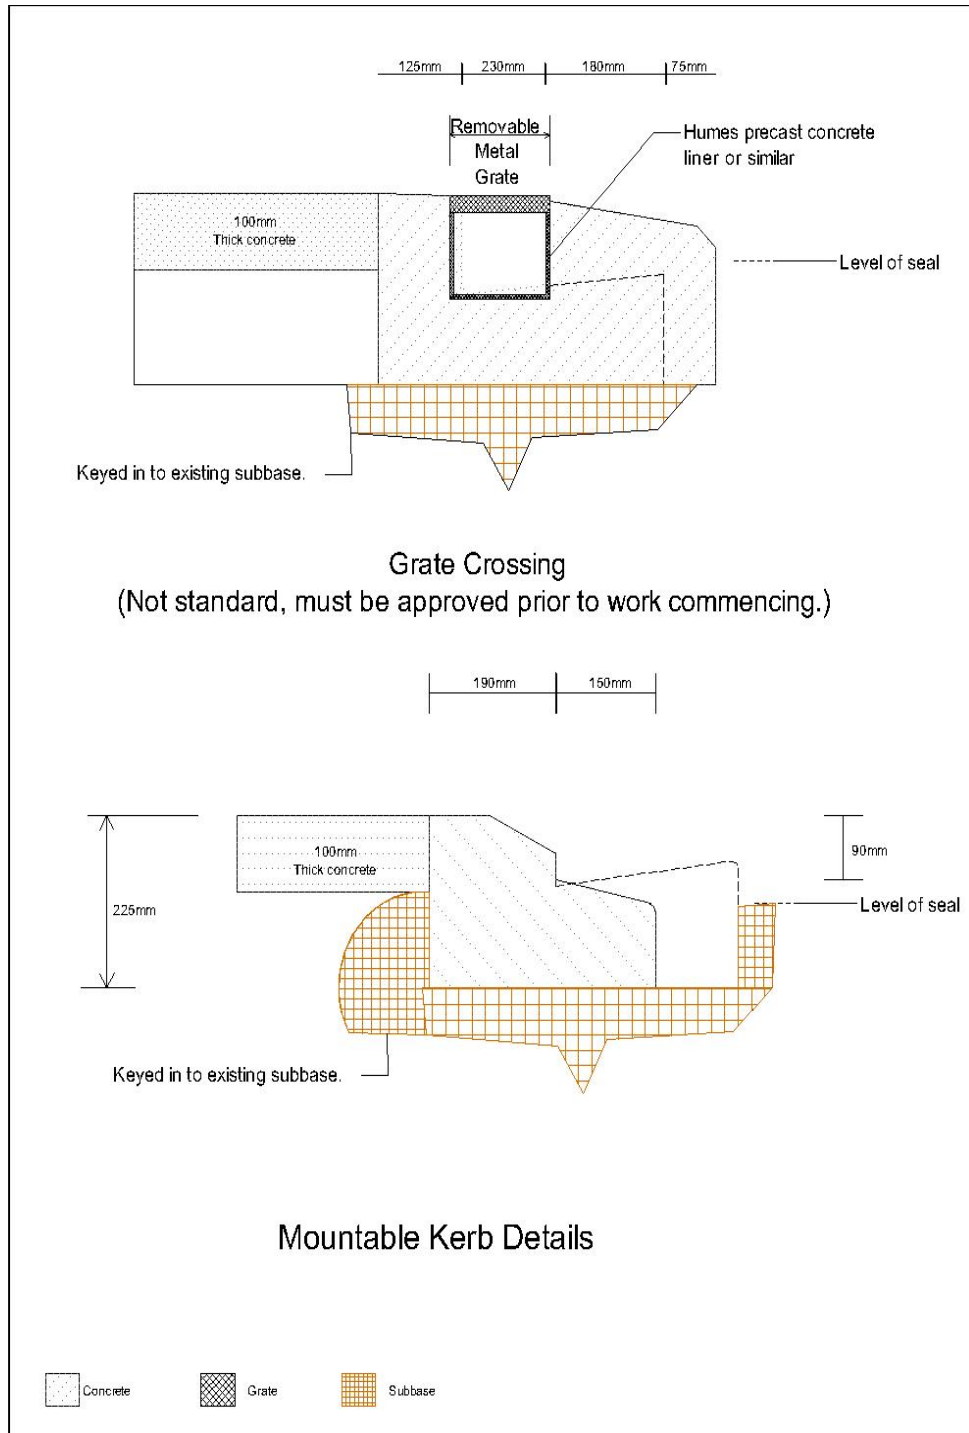 125mm 230mm 180mm 75mm
Removable
Metal
Grate
Humes precast concrete
liner or similar
100mm
Thick concrete
Level of seal
Keyed in to existing subbase.
Grate Crossing
(Not standard, must be approved prior to work commencing.)
190mm 150mm
100mm
Thick concrete
90mm
225mm
Level of seal
Keyed in to existing subbase.
Mountable Kerb Details
Concrete Grate Subbase